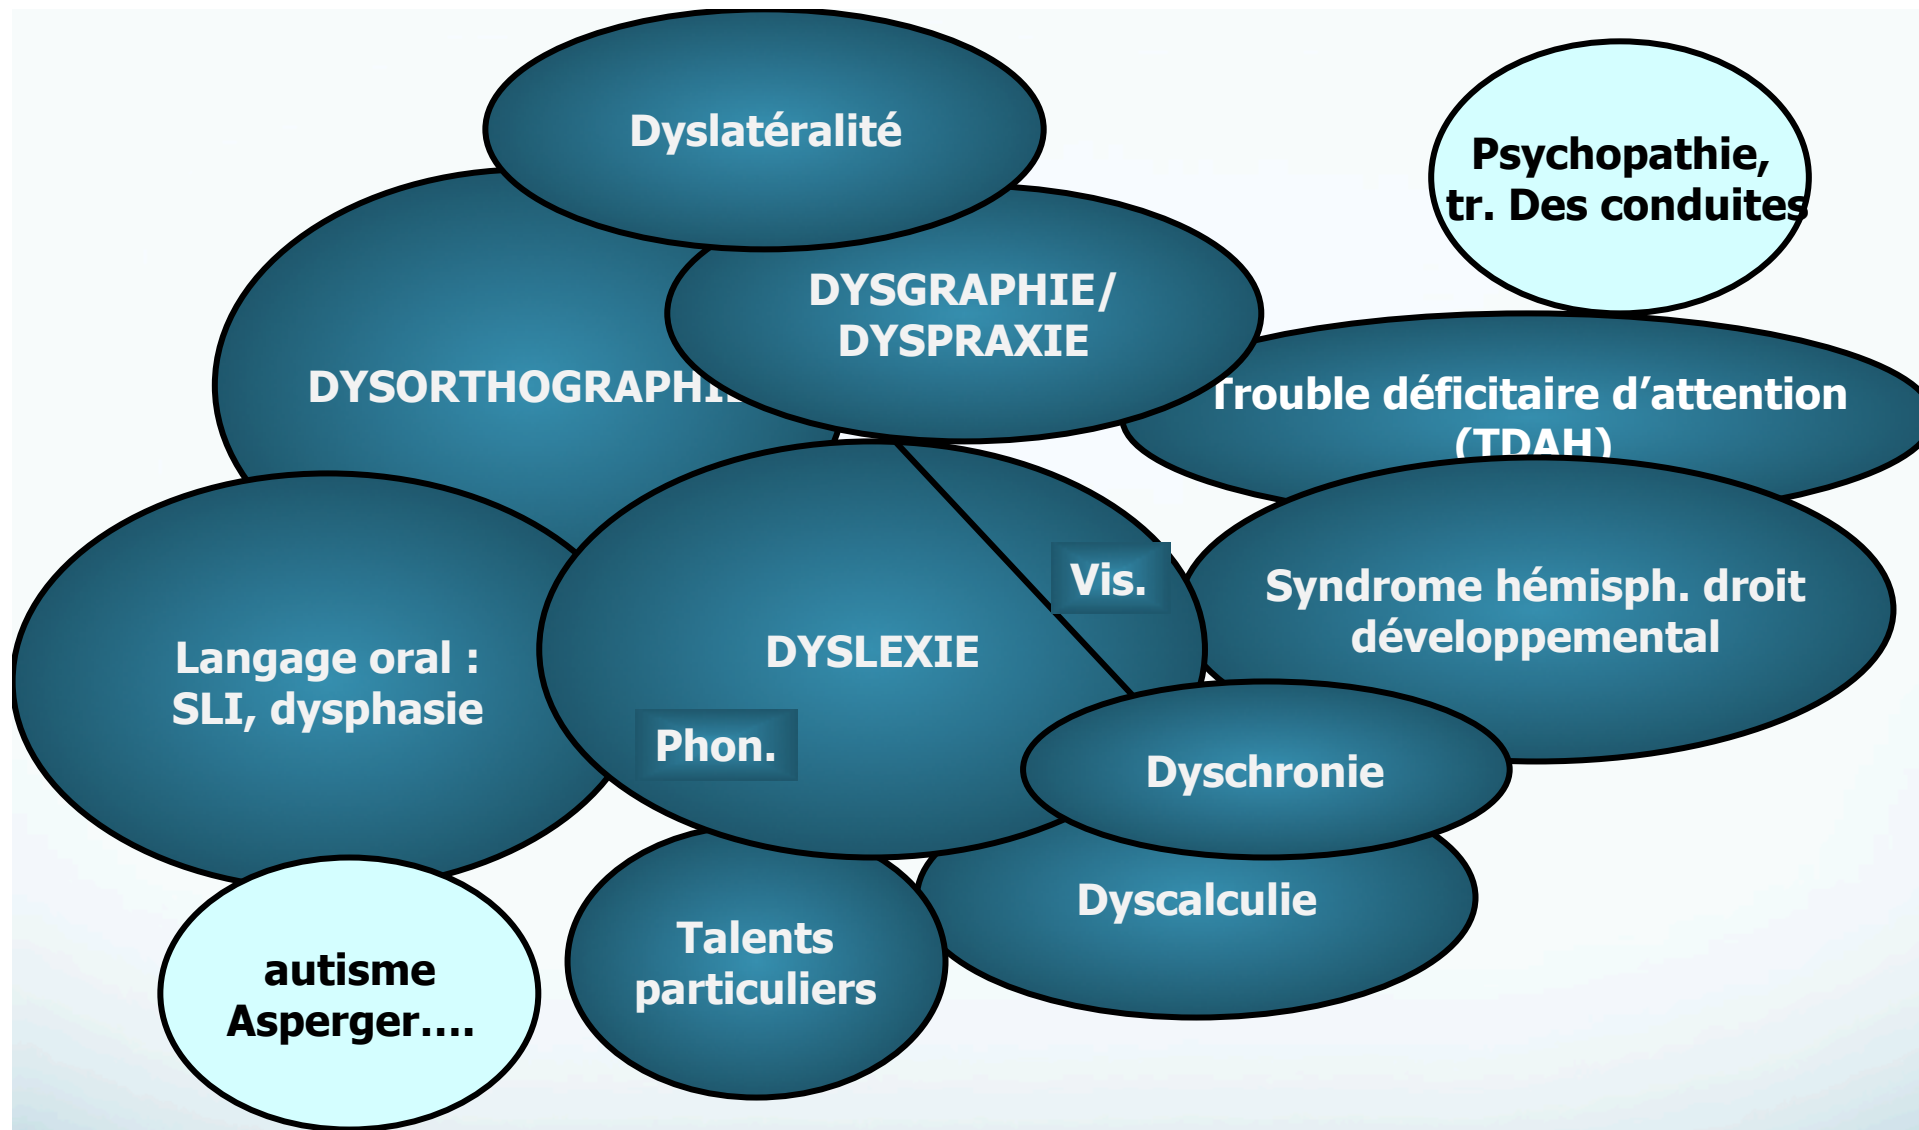 Dyslatéralité
Psychopathie,
tr. Des conduites
DYSGRAPHIE/
DYSPRAXIE
DYSORTHOGRAPHIE
Trouble déficitaire d’attention
(TDAH)
Vis.
Syndrome hémisph. droit
développemental
Langage oral :
SLI, dysphasie
DYSLEXIE
Phon.
Dyschronie
Dyscalculie
Talents
particuliers
autisme
Asperger....